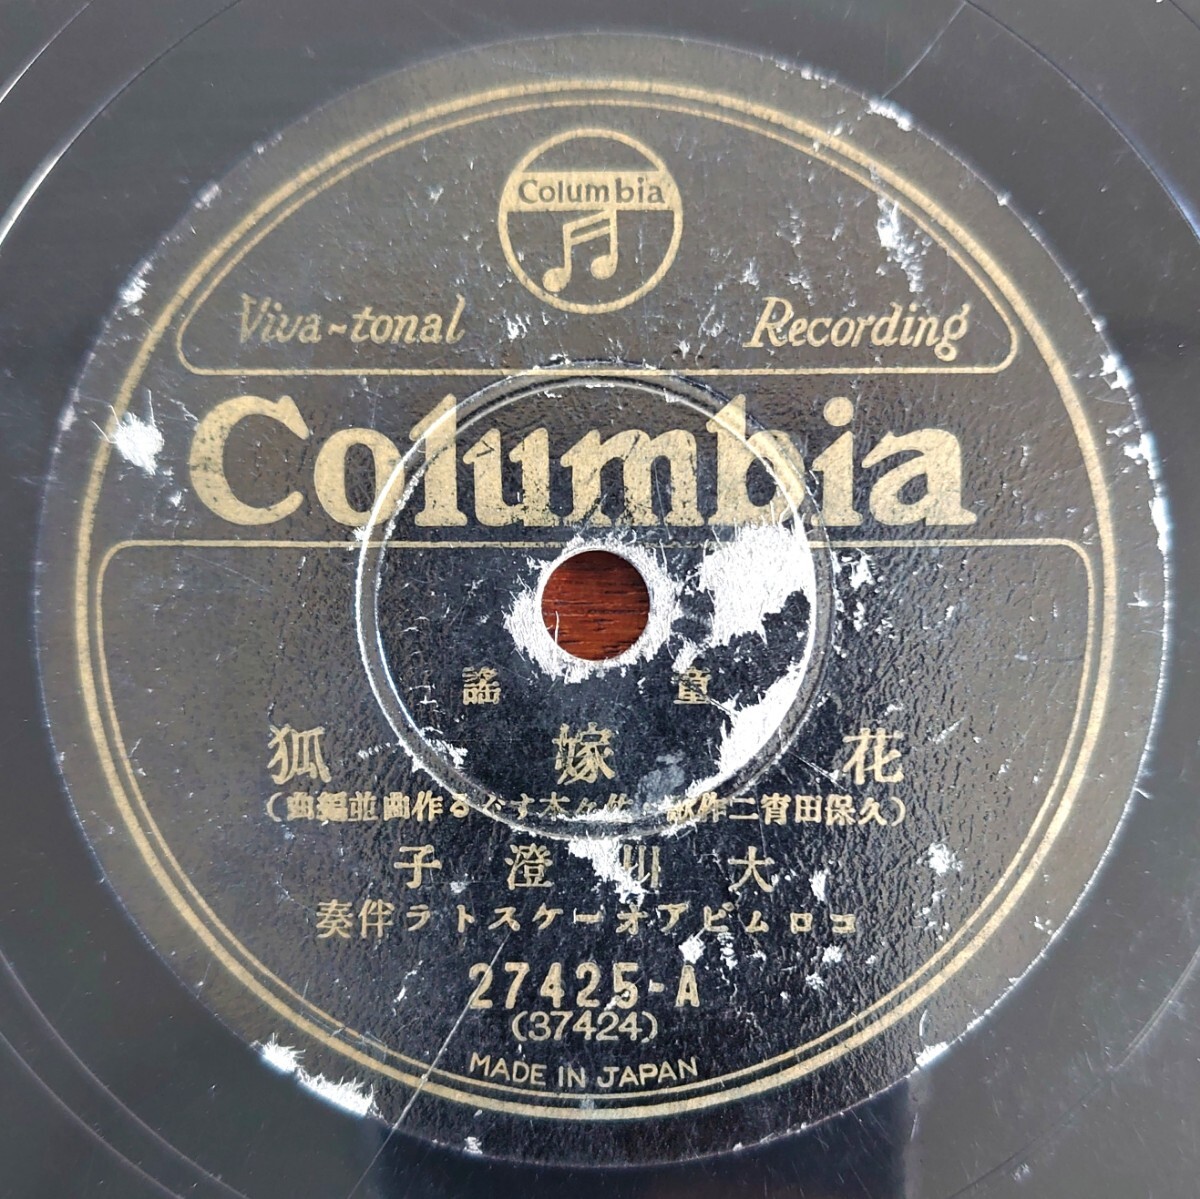 Columbia
Viva-tonal Recording
Columbia
童謠
花嫁狐
(久保田宵二作歌 佐々木すぐる作曲並編曲)
大川澄子
コロムビアオーケストラ伴奏
27425-A
(37424)
MADE IN JAPAN